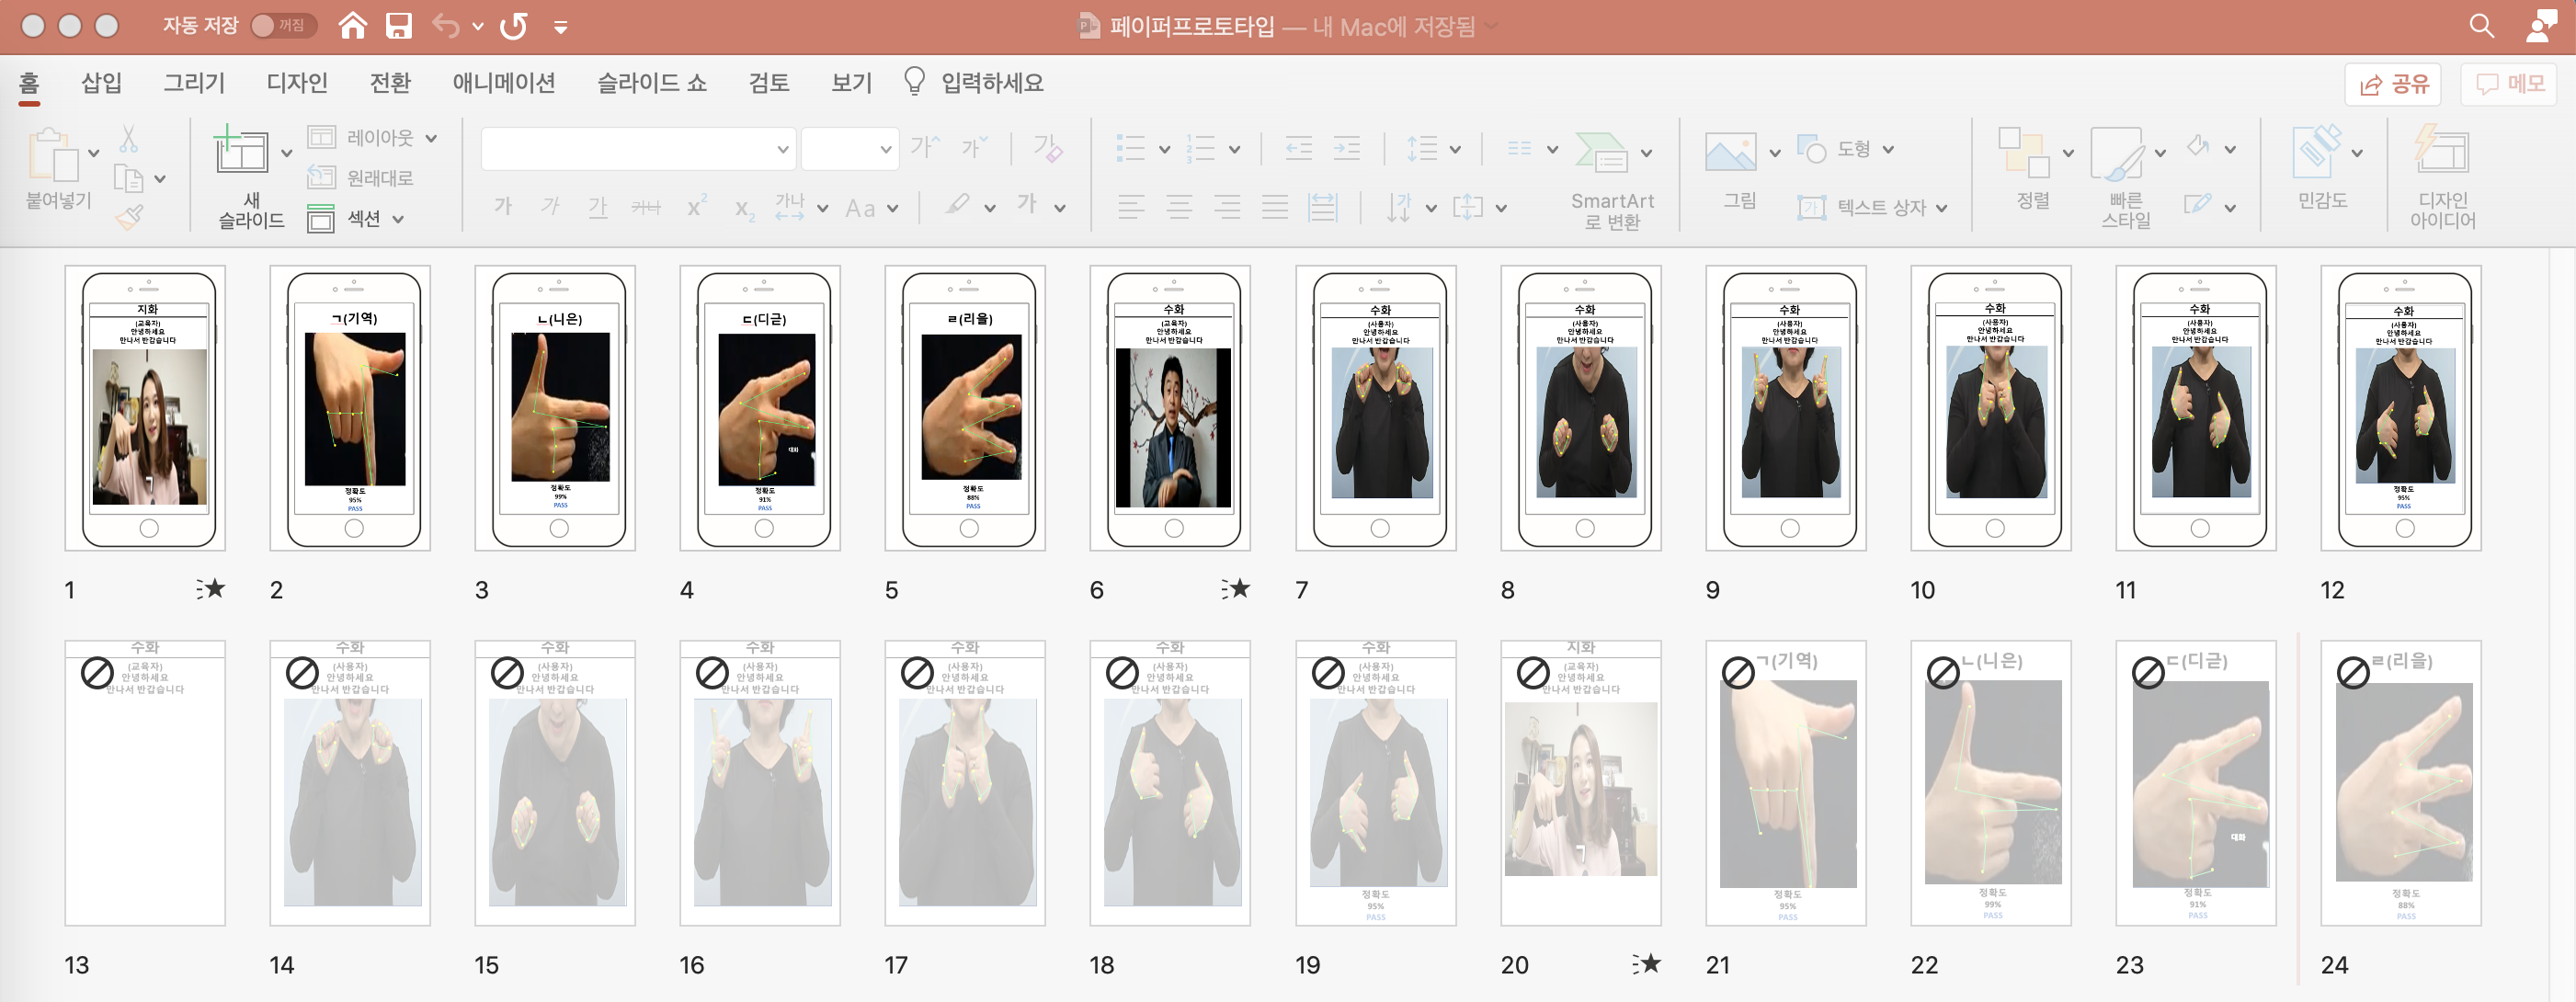 자동 저장 꺼짐
페이퍼프로토타입 — 내 Mac에 저장됨
홈 삽입 그리기 디자인 전환 애니메이션 슬라이드 쇼 검토 보기 입력하세요
공유 메모
붙여넣기
새
슬라이드
레이아웃
원래대로
섹션
가 가 가
가 가 가 가나 x² x₂ 가나 Aa 가
SmartArt
로 변환
그림
도형
텍스트 상자
정렬
빠른
스타일
민감도
디자인
아이디어
지화
(교육자)
안녕하세요
만나서 반갑습니다
7
1
ㄱ(기역)
정확도
95%
PASS
2
ㄴ(니은)
정확도
99%
PASS
3
ㄷ(디귿)
대화
정확도
91%
PASS
4
ㄹ(리을)
정확도
88%
PASS
5
수화
(교육자)
안녕하세요
만나서 반갑습니다
6
수화
(사용자)
안녕하세요
만나서 반갑습니다
7
수화
(사용자)
안녕하세요
만나서 반갑습니다
8
수화
(사용자)
안녕하세요
만나서 반갑습니다
9
수화
(사용자)
안녕하세요
만나서 반갑습니다
10
수화
(사용자)
안녕하세요
만나서 반갑습니다
11
수화
(사용자)
안녕하세요
만나서 반갑습니다
정확도
95%
PASS
12
수화
(교육자)
안녕하세요
만나서 반갑습니다
13
수화
(사용자)
안녕하세요
만나서 반갑습니다
14
수화
(사용자)
안녕하세요
만나서 반갑습니다
15
수화
(사용자)
안녕하세요
만나서 반갑습니다
16
수화
(사용자)
안녕하세요
만나서 반갑습니다
17
수화
(사용자)
안녕하세요
만나서 반갑습니다
18
수화
(사용자)
안녕하세요
만나서 반갑습니다
정확도
95%
PASS
19
지화
(교육자)
안녕하세요
만나서 반갑습니다
7
20
ㄱ(기역)
정확도
95%
PASS
21
ㄴ(니은)
정확도
99%
PASS
22
ㄷ(디귿)
대화
정확도
91%
PASS
23
ㄹ(리을)
정확도
88%
PASS
24